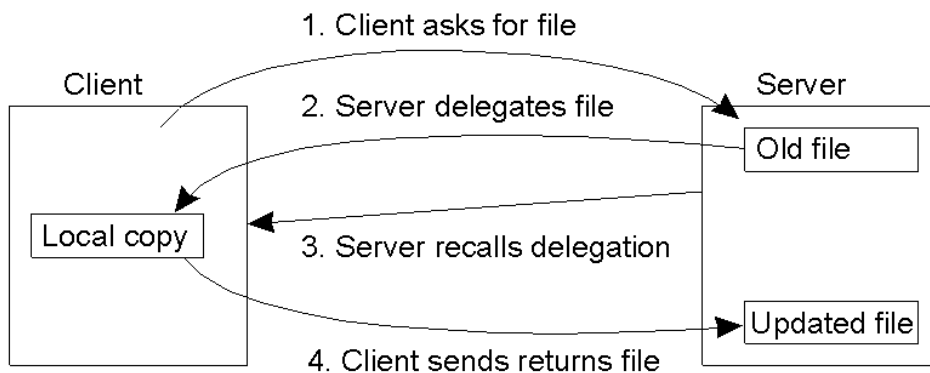 1. Client asks for file
Client
Server
2. Server delegates file
Old file
Local copy
3. Server recalls delegation
Updated file
4. Client sends returns file